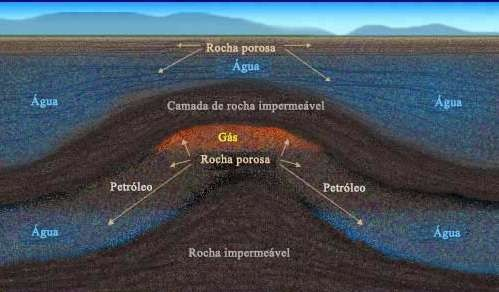 Rocha porosa
Água
Água
Água
Camada de rocha impermeável
Gás
Rocha porosa
Petróleo
Petróleo
Água
Água
Rocha impermeável